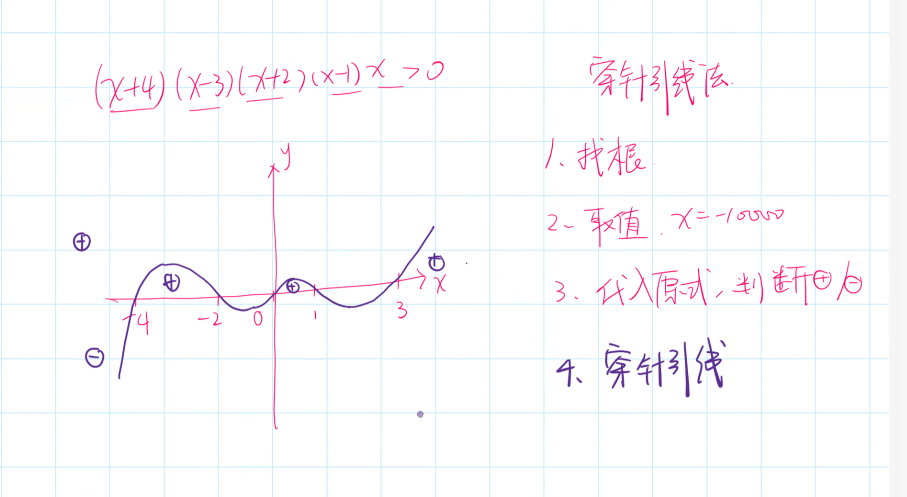 (x+4)(x-3)(x+2)(x-1)x>0
穿针引线法.
1、找根
2、取值. x=-10000
3、代入原式，判断⊕/⊖
4、穿针引线
y
⊕
⊕
⊕
⊕
x
-4
-2
0
1
3
⊖